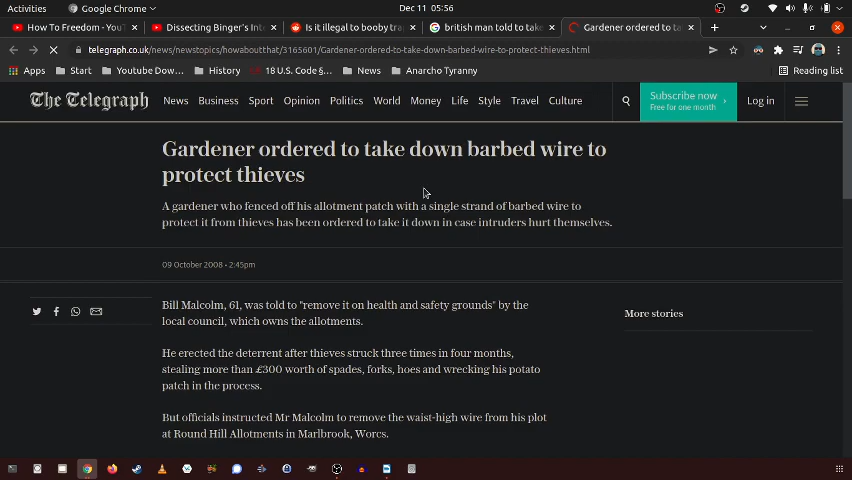 Activities Google Chrome Dec 11 05:56
How To Freedom - YouT Dissecting Binger's Inte Is it illegal to booby tra british man told to take Gardener ordered to tak
telegraph.co.uk/news/newstopics/howaboutthat/3165601/Gardener-ordered-to-take-down-barbed-wire-to-protect-thieves.html
Apps Start Youtube Dow... History 18 U.S. Code §... News Anarcho Tyranny Reading list
The Telegraph News Business Sport Opinion Politics World Money Life Style Travel Culture Subscribe now Log in
Free for one month
Gardener ordered to take down barbed wire to
protect thieves
A gardener who fenced off his allotment patch with a single strand of barbed wire to
protect it from thieves has been ordered to take it down in case intruders hurt themselves.
09 October 2008 • 2:45pm
Bill Malcolm, 61, was told to "remove it on health and safety grounds" by the
local council, which owns the allotments.
More stories
He erected the deterrent after thieves struck three times in four months,
stealing more than £300 worth of spades, forks, hoes and wrecking his potato
patch in the process.
But officials instructed Mr Malcolm to remove the waist-high wire from his plot
at Round Hill Allotments in Marlbrook, Worcs.